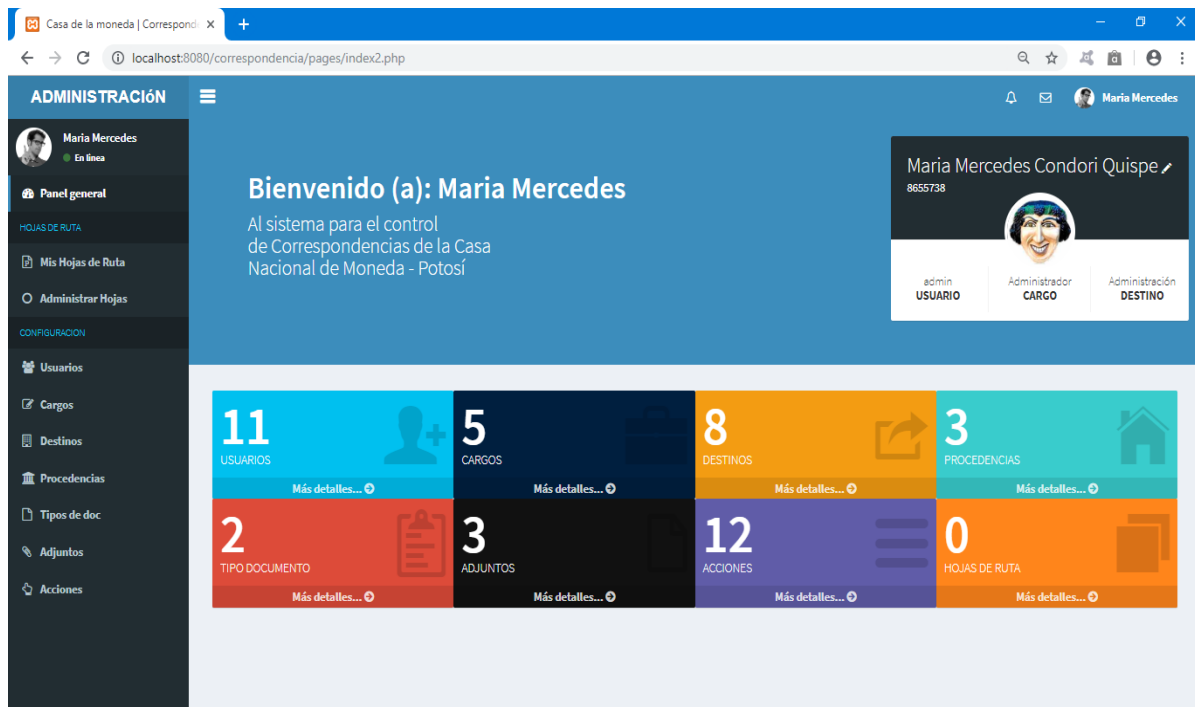 Casa de la moneda | Correspond
localhost:8080/correspondencia/pages/index2.php
ADMINISTRACIóN
Maria Mercedes
Maria Mercedes
En linea
Panel general
HOJAS DE RUTA
Mis Hojas de Ruta
Administrar Hojas
CONFIGURACION
Usuarios
Cargos
Destinos
Procedencias
Tipos de doc
Adjuntos
Acciones
Bienvenido (a): Maria Mercedes
Al sistema para el control
de Correspondencias de la Casa
Nacional de Moneda - Potosí
Maria Mercedes Condori Quispe
8655738
admin
USUARIO
Administrador
CARGO
Administración
DESTINO
11
USUARIOS
Más detalles...
5
CARGOS
Más detalles...
8
DESTINOS
Más detalles...
3
PROCEDENCIAS
Más detalles...
2
TIPO DOCUMENTO
Más detalles...
3
ADJUNTOS
Más detalles...
12
ACCIONES
Más detalles...
0
HOJAS DE RUTA
Más detalles...